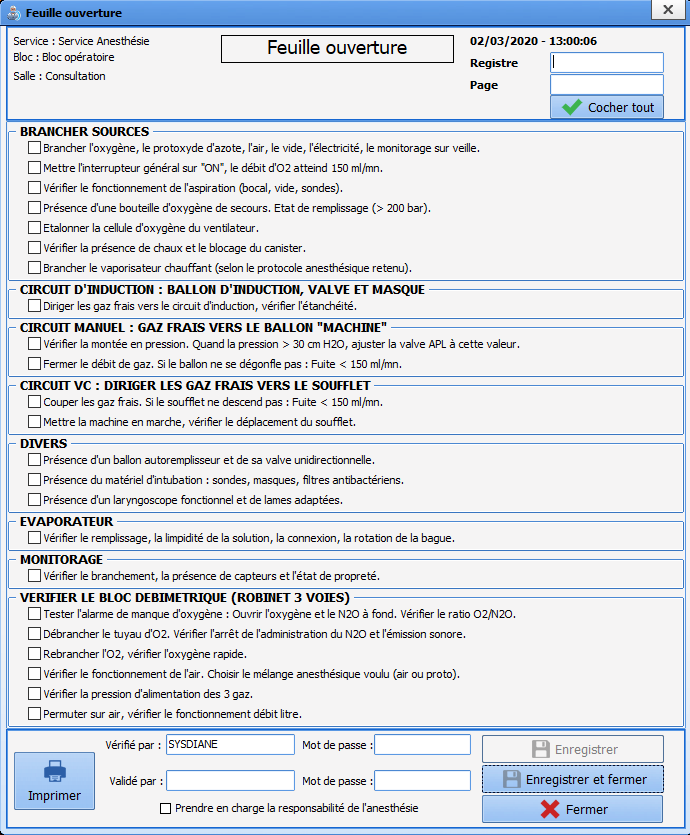 Feuille ouverture
Service : Service Anesthésie
Bloc : Bloc opératoire
Salle : Consultation
Feuille ouverture
02/03/2020 - 13:00:06
Registre
Page
Cocher tout
BRANCHER SOURCES
Brancher l'oxygène, le protoxyde d'azote, l'air, le vide, l'électricité, le monitorage sur veille.
Mettre l'interrupteur général sur "ON", le débit d'O2 atteind 150 ml/mn.
Vérifier le fonctionnement de l'aspiration (bocal, vide, sondes).
Présence d'une bouteille d'oxygène de secours. Etat de remplissage (> 200 bar).
Etalonner la cellule d'oxygène du ventilateur.
Vérifier la présence de chaux et le blocage du canister.
Brancher le vaporisateur chauffant (selon le protocole anesthésique retenu).
CIRCUIT D'INDUCTION : BALLON D'INDUCTION, VALVE ET MASQUE
Diriger les gaz frais vers le circuit d'induction, vérifier l'étanchéité.
CIRCUIT MANUEL : GAZ FRAIS VERS LE BALLON "MACHINE"
Vérifier la montée en pression. Quand la pression > 30 cm H2O, ajuster la valve APL à cette valeur.
Fermer le débit de gaz. Si le ballon ne se dégonfle pas : Fuite < 150 ml/mn.
CIRCUIT VC : DIRIGER LES GAZ FRAIS VERS LE SOUFFLET
Couper les gaz frais. Si le soufflet ne descend pas : Fuite < 150 ml/mn.
Mettre la machine en marche, vérifier le déplacement du soufflet.
DIVERS
Présence d'un ballon autoremplisseur et de sa valve unidirectionnelle.
Présence du matériel d'intubation : sondes, masques, filtres antibactériens.
Présence d'un laryngoscope fonctionnel et de lames adaptées.
EVAPORATEUR
Vérifier le remplissage, la limpidité de la solution, la connexion, la rotation de la bague.
MONITORAGE
Vérifier le branchement, la présence de capteurs et l'état de propreté.
VERIFIER LE BLOC DEBIMETRIQUE (ROBINET 3 VOIES)
Tester l'alarme de manque d'oxygène : Ouvrir l'oxygène et le N2O à fond. Vérifier le ratio O2/N2O.
Débrancher le tuyau d'O2. Vérifier l'arrêt de l'administration du N2O et l'émission sonore.
Rebrancher l'O2, vérifier l'oxygène rapide.
Vérifier le fonctionnement de l'air. Choisir le mélange anesthésique voulu (air ou proto).
Vérifier la pression d'alimentation des 3 gaz.
Permuter sur air, vérifier le fonctionnement débit litre.
Vérifié par : SYSDIANE Mot de passe :
Enregistrer
Validé par : Mot de passe :
Enregistrer et fermer
Imprimer
Prendre en charge la responsabilité de l'anesthésie
Fermer